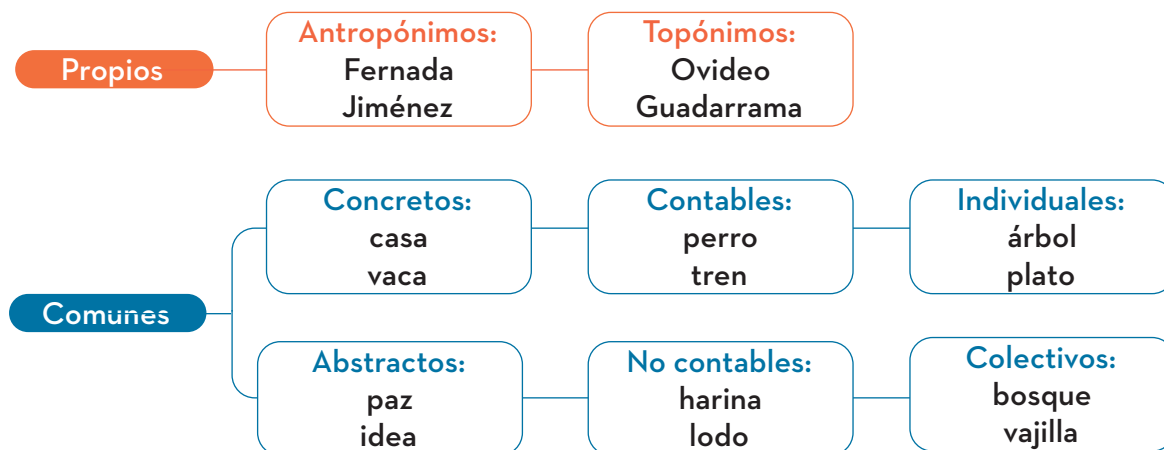 Propios
Antropónimos:
Fernada
Jiménez
Topónimos:
Ovideo
Guadarrama
Comunes
Concretos:
casa
vaca
Contables:
perro
tren
Individuales:
árbol
plato
Abstractos:
paz
idea
No contables:
harina
lodo
Colectivos:
bosque
vajilla